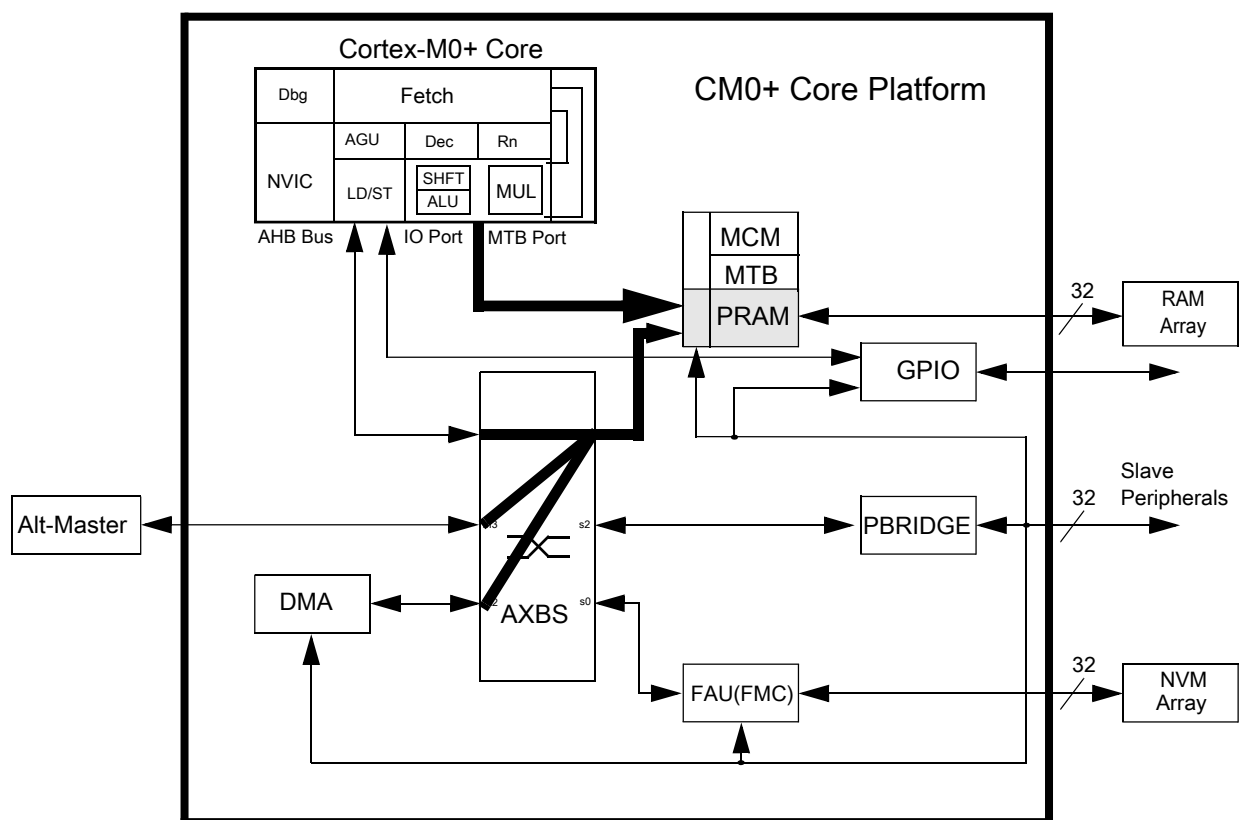 Cortex-M0+ Core
CM0+ Core Platform
Dbg
Fetch
AGU
Dec
Rn
NVIC
LD/ST
SHFT
ALU
MUL
AHB Bus
IO Port
MTB Port
MCM
MTB
PRAM
32
RAM
Array
GPIO
Slave
Peripherals
32
Alt-Master
s2
PBRIDGE
DMA
s0
AXBS
FAU(FMC)
32
NVM
Array